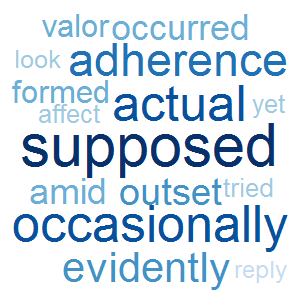 valor occurred
look adherence
formed
affect actual yet
supposed
amid outset tried
occasionally
evidently reply